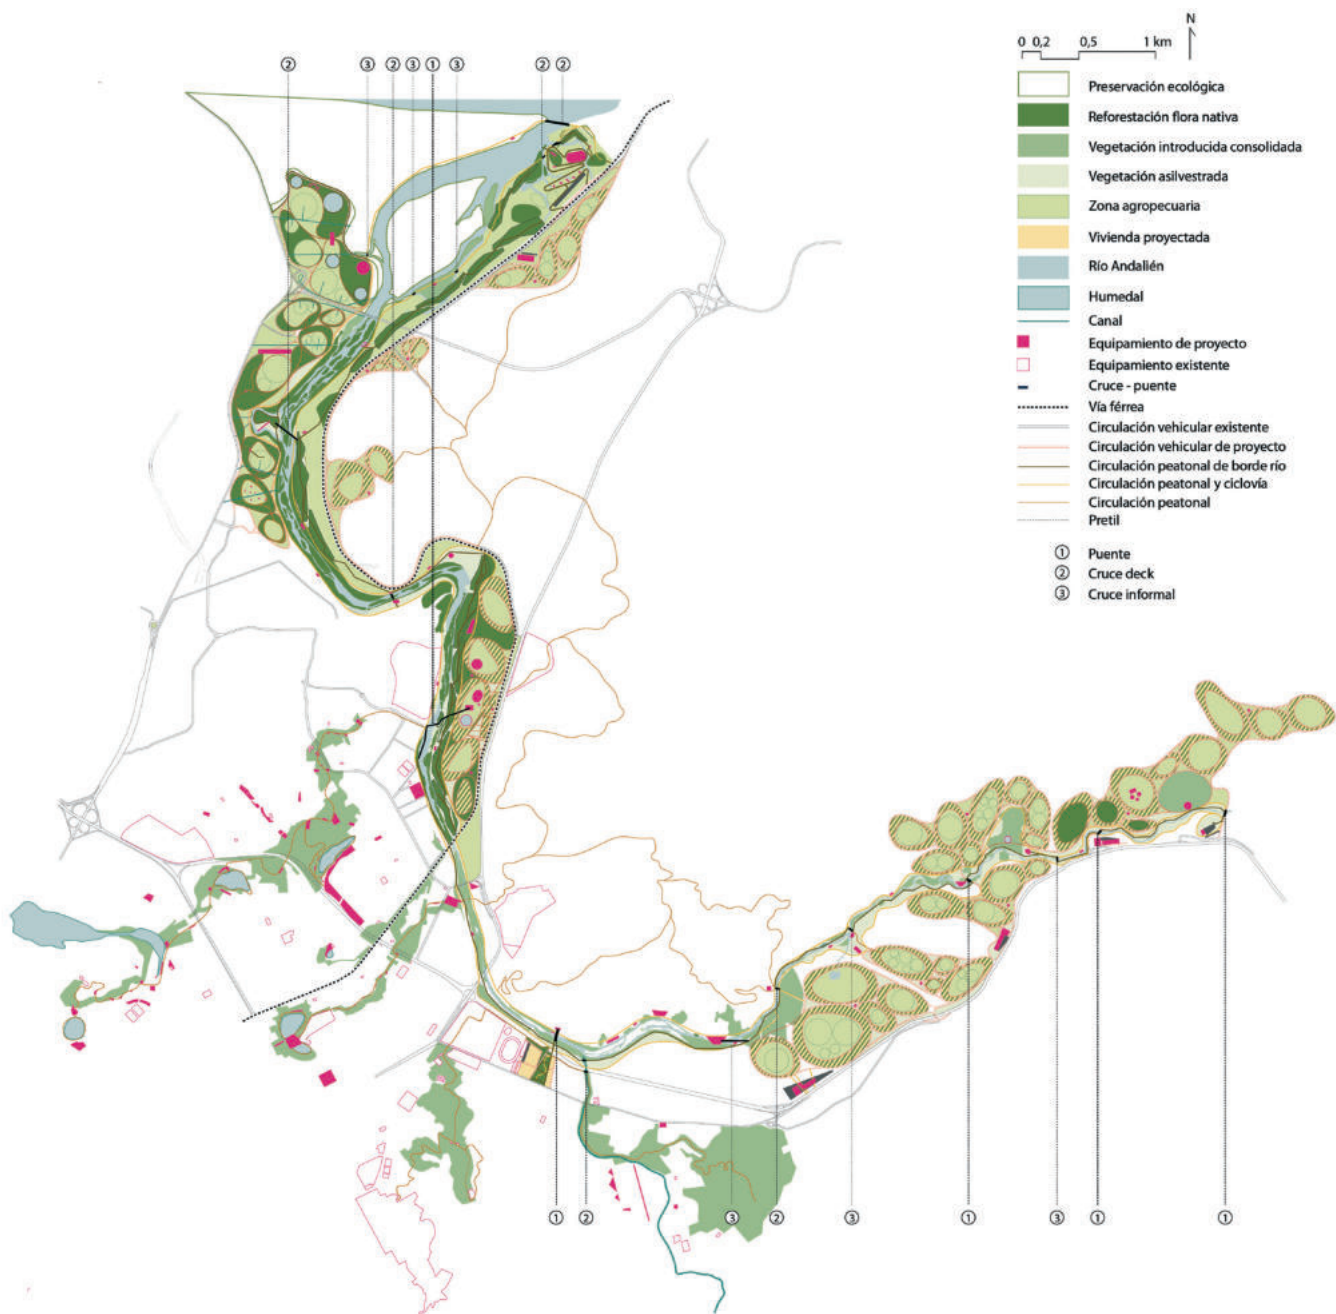 N
0 0,2 0,5 1 km
Preservación ecológica
Reforestación flora nativa
Vegetación introducida consolidada
Vegetación asilvestrada
Zona agropecuaria
Vivienda proyectada
Río Andalién
Humedal
Canal
Equipamiento de proyecto
Equipamiento existente
Cruce - puente
Vía férrea
Circulación vehicular existente
Circulación vehicular de proyecto
Circulación peatonal de borde río
Circulación peatonal y ciclovía
Circulación peatonal
Pretil
① Puente
② Cruce deck
③ Cruce informal
② ③ ② ③ ① ③ ② ②
① ② ③ ② ③ ① ③ ① ①